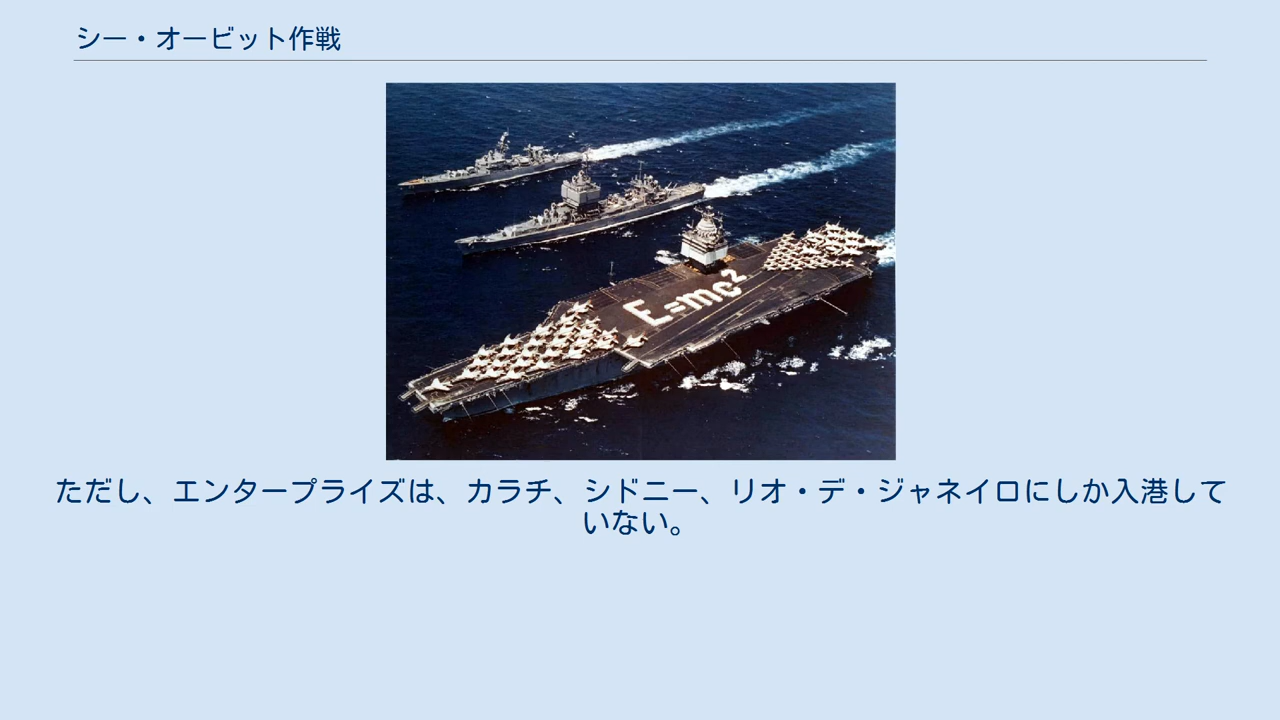 シー・オービット作戦
E=mc²
ただし、エンタープライズは、カラチ、シドニー、リオ・デ・ジャネイロにしか入港して
いない。